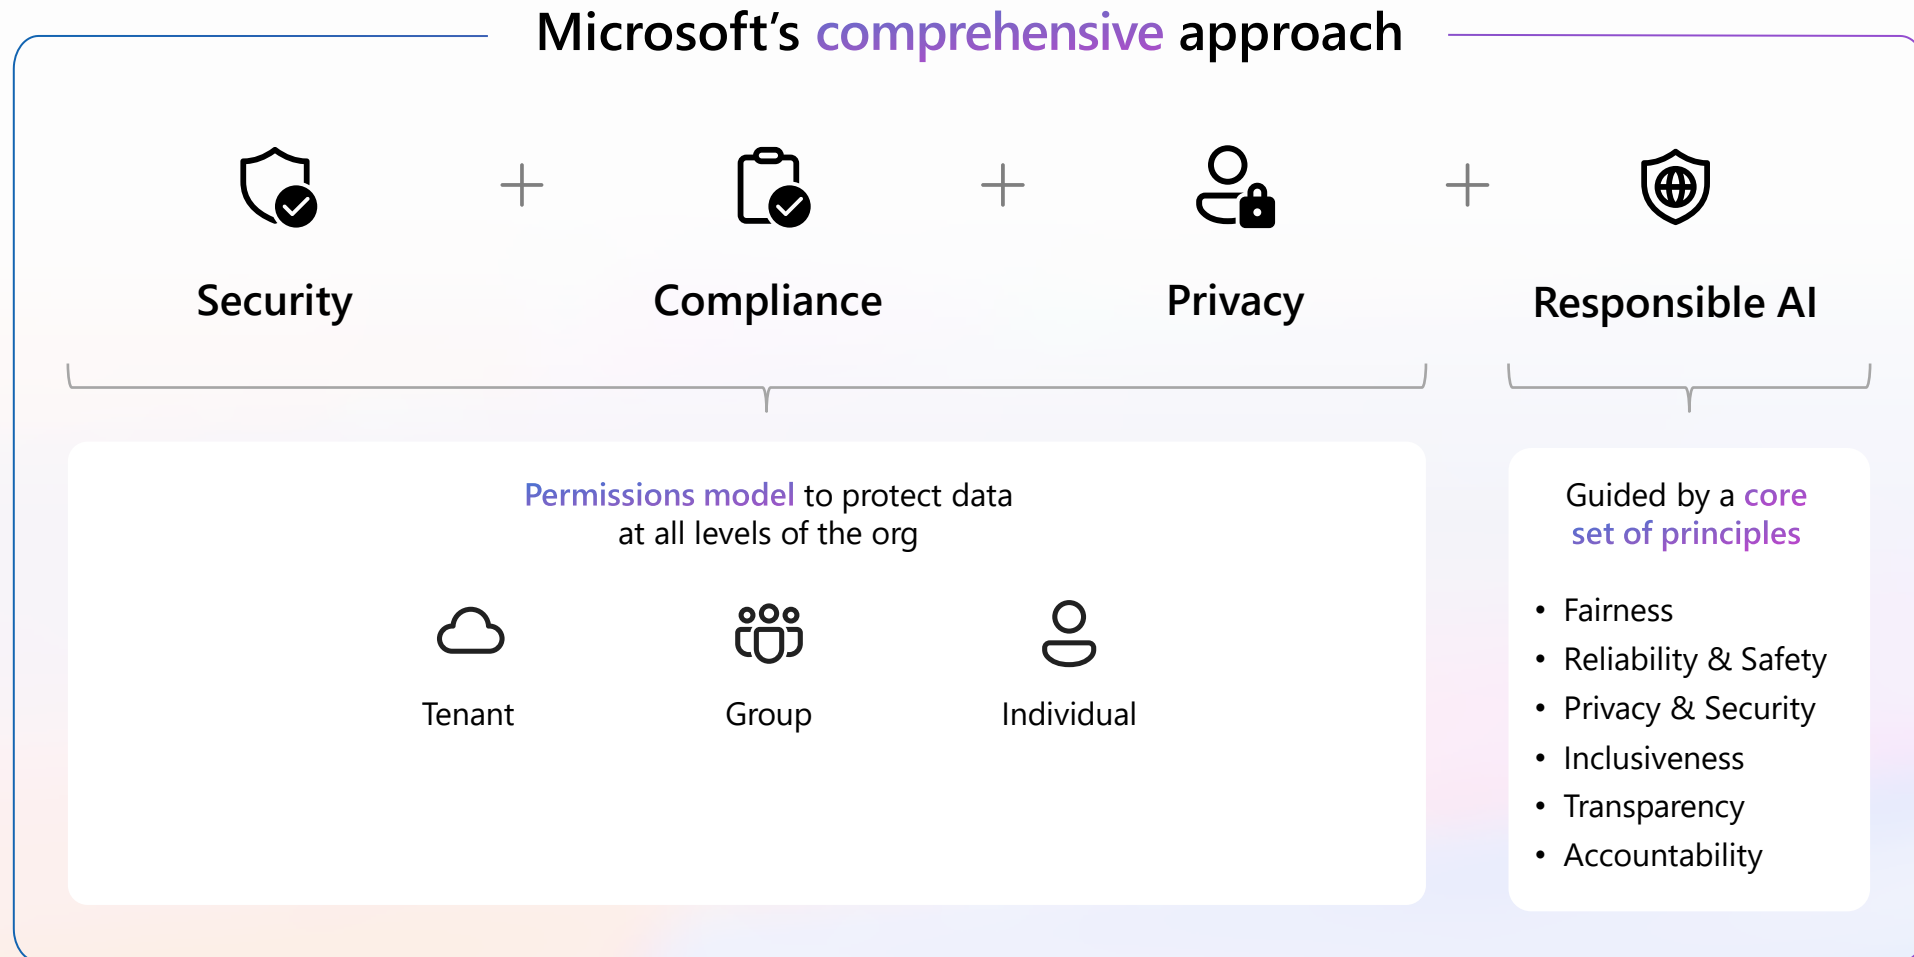 Microsoft’s comprehensive approach
Security
Compliance
Privacy
Responsible AI
Permissions model to protect data
at all levels of the org
Tenant
Group
Individual
Guided by a core
set of principles
• Fairness
• Reliability & Safety
• Privacy & Security
• Inclusiveness
• Transparency
• Accountability